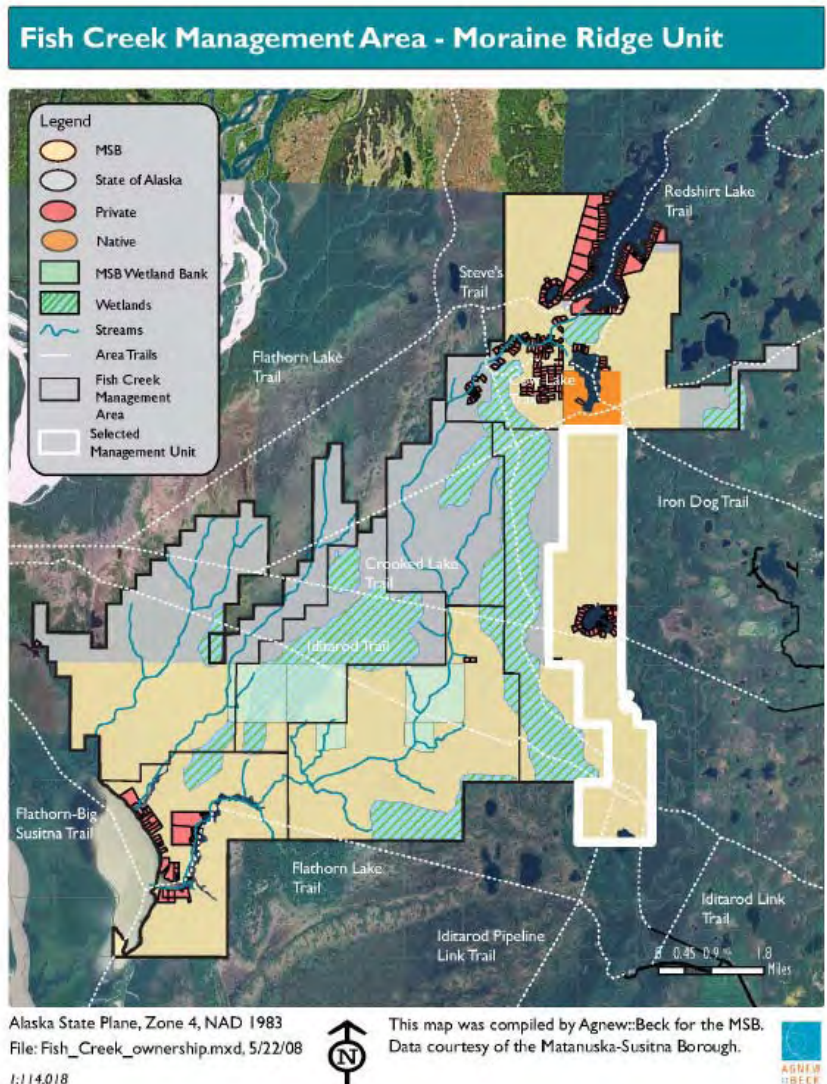 Fish Creek Management Area - Moraine Ridge Unit
Legend
MSB
State of Alaska
Private
Native
MSB Wetland Bank
Wetlands
Streams
Area Trails
Fish Creek
Management
Area
Selected
Management Unit
Redshirt Lake
Trail
Steve's
Trail
Flathorn Lake
Trail
Cow Lake
Iron Dog Trail
Crooked Lake
Trail
Iditarod Trail
Flathorn-Big
Susitna Trail
Flathorn Lake
Trail
Iditarod Pipeline
Link Trail
Iditarod Link
Trail
0 0.45 0.9 1.8
Miles
Alaska State Plane, Zone 4, NAD 1983
File: Fish_Creek_ownership.mxd, 5/22/08
1:114,018
N
This map was compiled by Agnew::Beck for the MSB.
Data courtesy of the Matanuska-Susitna Borough.
AGNEW
::BECK